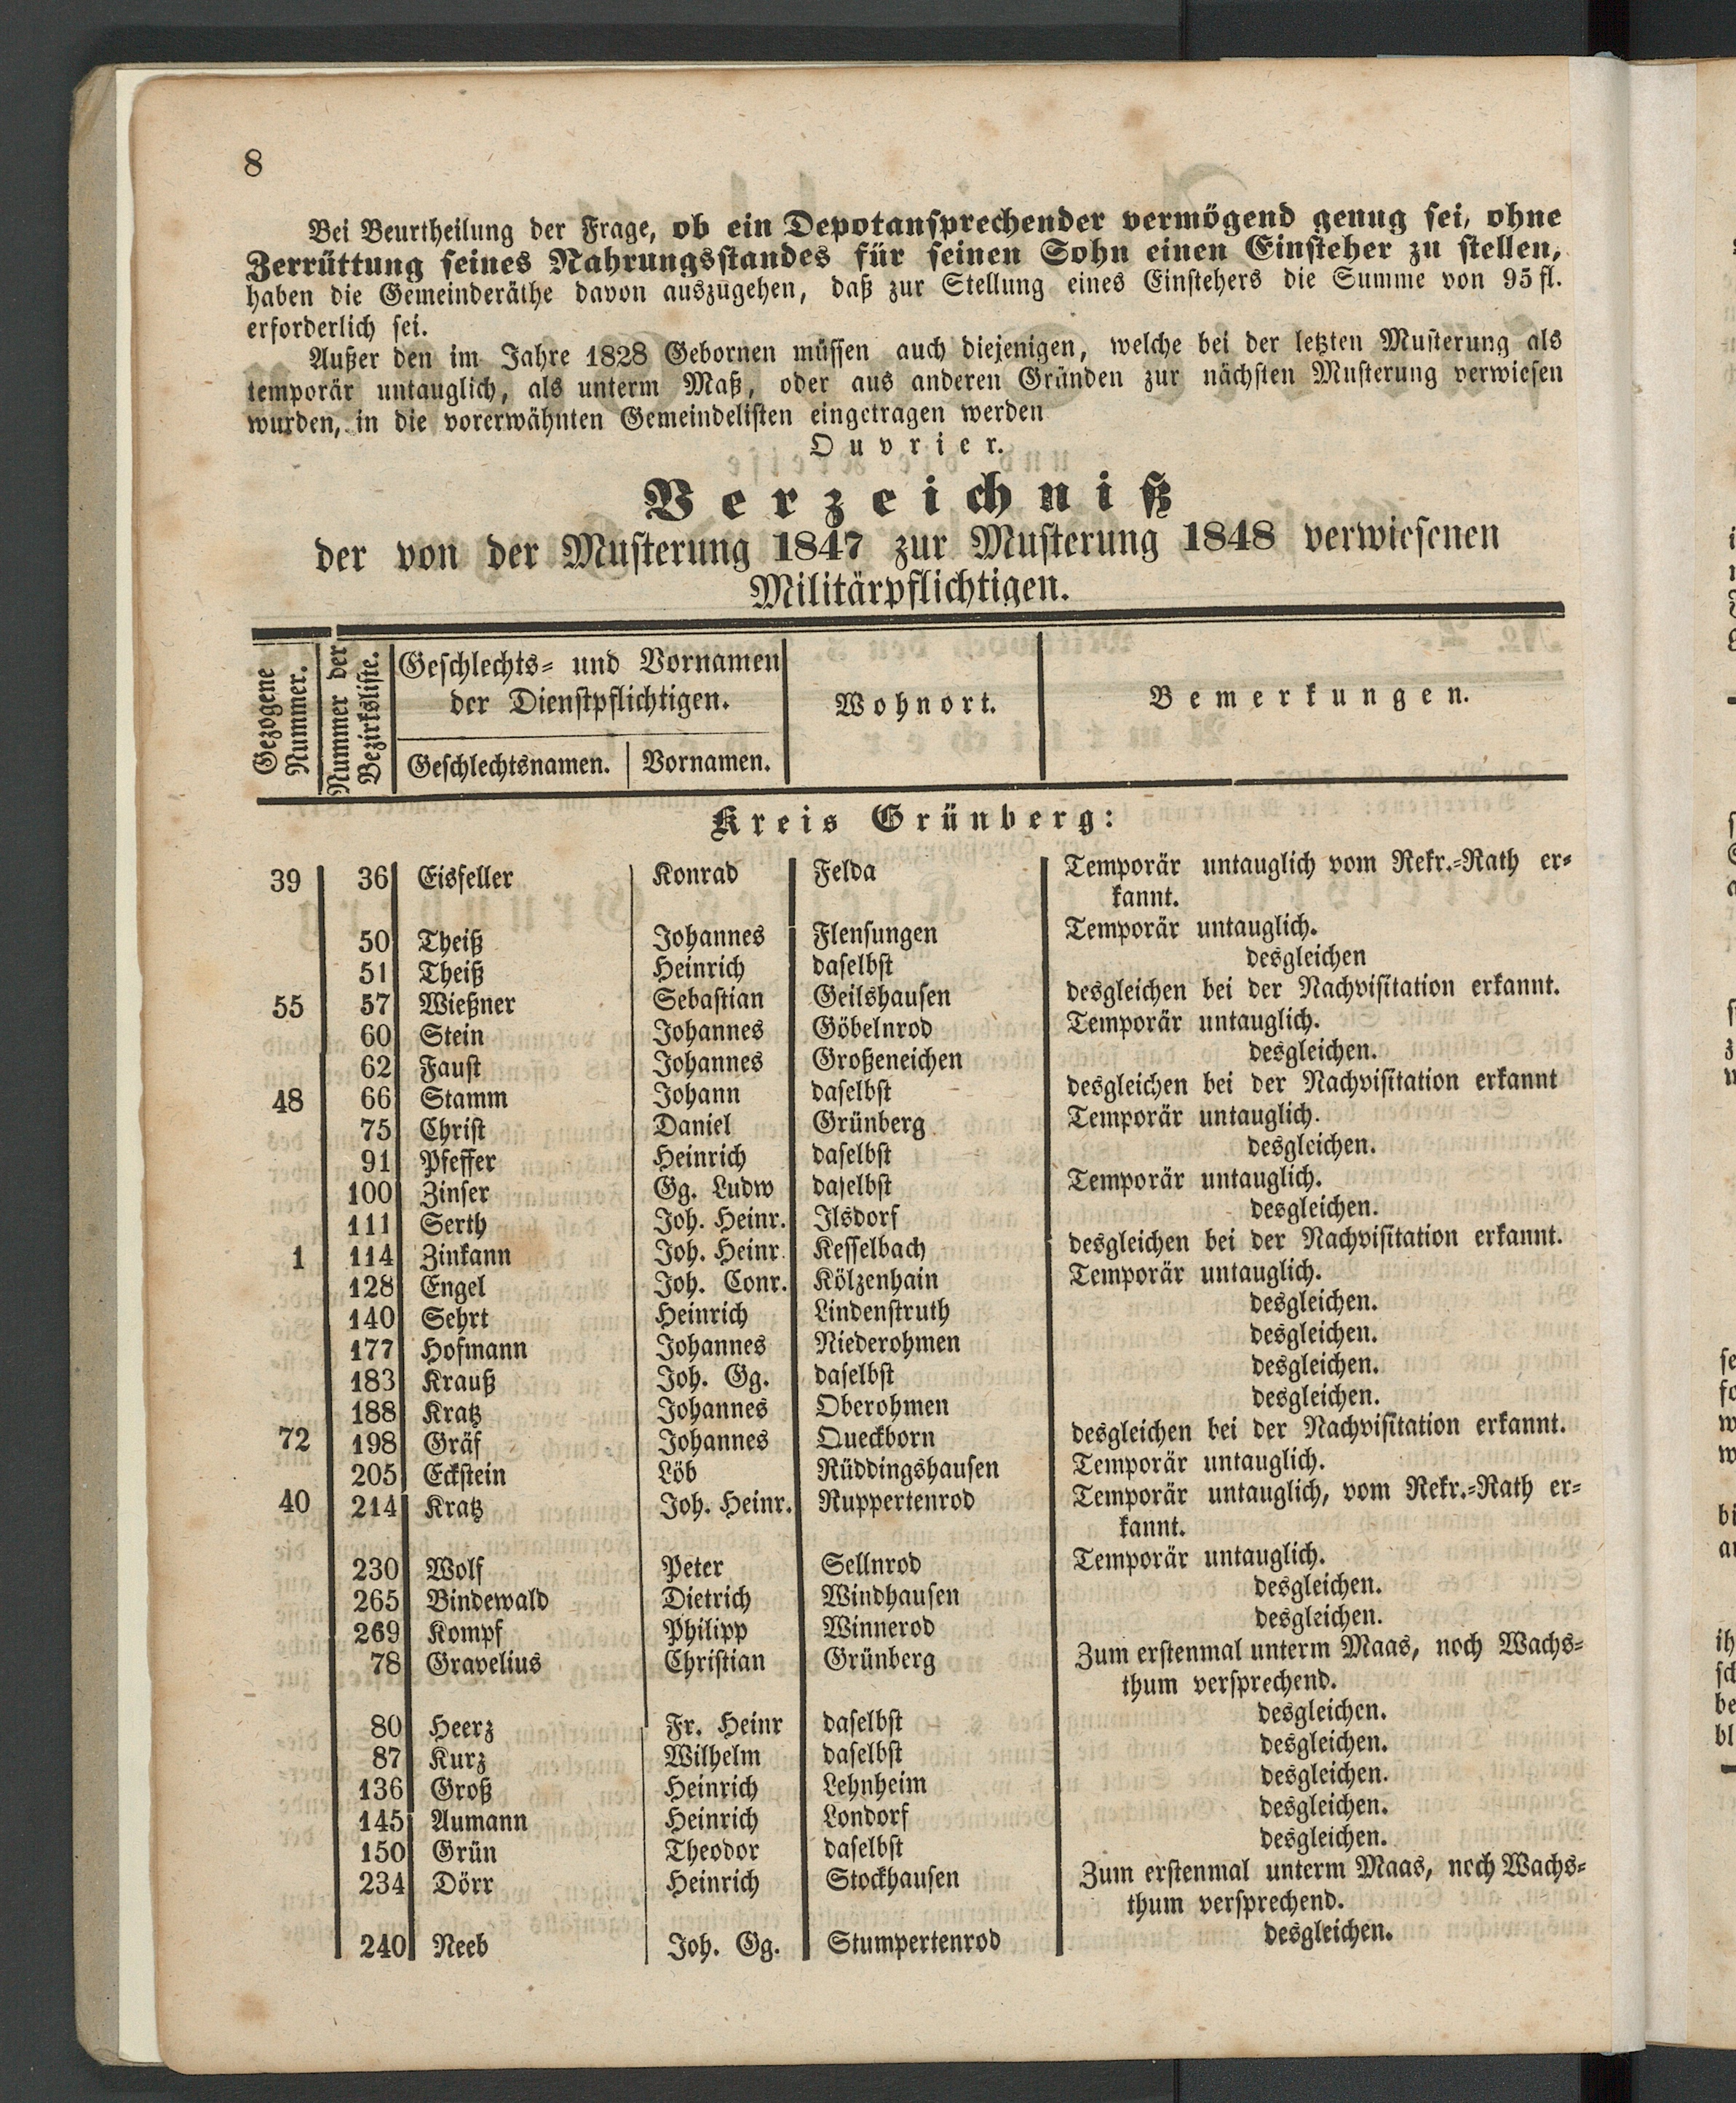 8
Bei Beurtheilung der Frage, ob ein Depotansprechender vermögend genug sei, ohne
Zerrüttung seines Nahrungsstandes für seinen Sohn einen Einsteher zu stellen,
haben die Gemeinderäthe davon auszugehen, daß zur Stellung eines Einstehers die Summe von 95 fl.
erforderlich sei.
Außer den im Jahre 1828 Gebornen müssen auch diejenigen, welche bei der letzten Musterung als
temporär untauglich, als unterm Maß, oder aus anderen Gründen zur nächsten Musterung verwiesen
wurden, in die vorerwähnten Gemeindelisten eingetragen werden
Ouvrier.
Verzeichniß
der von der Musterung 1847 zur Musterung 1848 verwiesenen
Militärpflichtigen.
Gezogene Nummer. Nummer der Bezirksliste. Geschlechts= und Vornamen der Dienstpflichtigen. Wohnort. Bemerkungen.
Geschlechtsnamen. Vornamen.
Kreis Grünberg:
39 36 Eisfeller Konrad Felda Temporär untauglich vom Rekr.=Rath er=
kannt.
50 Theiß Johannes Flensungen Temporär untauglich.
51 Theiß Heinrich daselbst desgleichen
55 57 Wießner Sebastian Geilshausen desgleichen bei der Nachvisitation erkannt.
60 Stein Johannes Göbelnrod Temporär untauglich.
62 Faust Johannes Großeneichen desgleichen.
48 66 Stamm Johann daselbst desgleichen bei der Nachvisitation erkannt
75 Christ Daniel Grünberg Temporär untauglich.
91 Pfeffer Heinrich daselbst desgleichen.
100 Zinser Gg. Ludw daselbst Temporär untauglich.
111 Serth Joh. Heinr. Ilsdorf desgleichen.
1 114 Zinkann Joh. Heinr. Kesselbach desgleichen bei der Nachvisitation erkannt.
128 Engel Joh. Conr. Kölzenhain Temporär untauglich.
140 Sehrt Heinrich Lindenstruth desgleichen.
177 Hofmann Johannes Niederohmen desgleichen.
183 Krauß Joh. Gg. daselbst desgleichen.
188 Kratz Johannes Oberohmen desgleichen.
72 198 Gräf Johannes Queckborn desgleichen bei der Nachvisitation erkannt.
205 Eckstein Löb Rüddingshausen Temporär untauglich.
40 214 Kratz Joh. Heinr. Ruppertenrod Temporär untauglich, vom Rekr.=Rath er=
kannt.
230 Wolf Peter Sellnrod Temporär untauglich.
265 Bindewald Dietrich Windhausen desgleichen.
269 Kompf Philipp Winnerod desgleichen.
78 Gravelius Christian Grünberg Zum erstenmal unterm Maas, noch Wachs=
thum versprechend.
80 Heerz Fr. Heinr daselbst desgleichen.
87 Kurz Wilhelm daselbst desgleichen.
136 Groß Heinrich Lehnheim desgleichen.
145 Aumann Heinrich Londorf desgleichen.
150 Grün Theodor daselbst desgleichen.
234 Dörr Heinrich Stockhausen Zum erstenmal unterm Maas, noch Wachs=
thum versprechend.
240 Neeb Joh. Gg. Stumpertenrod desgleichen.